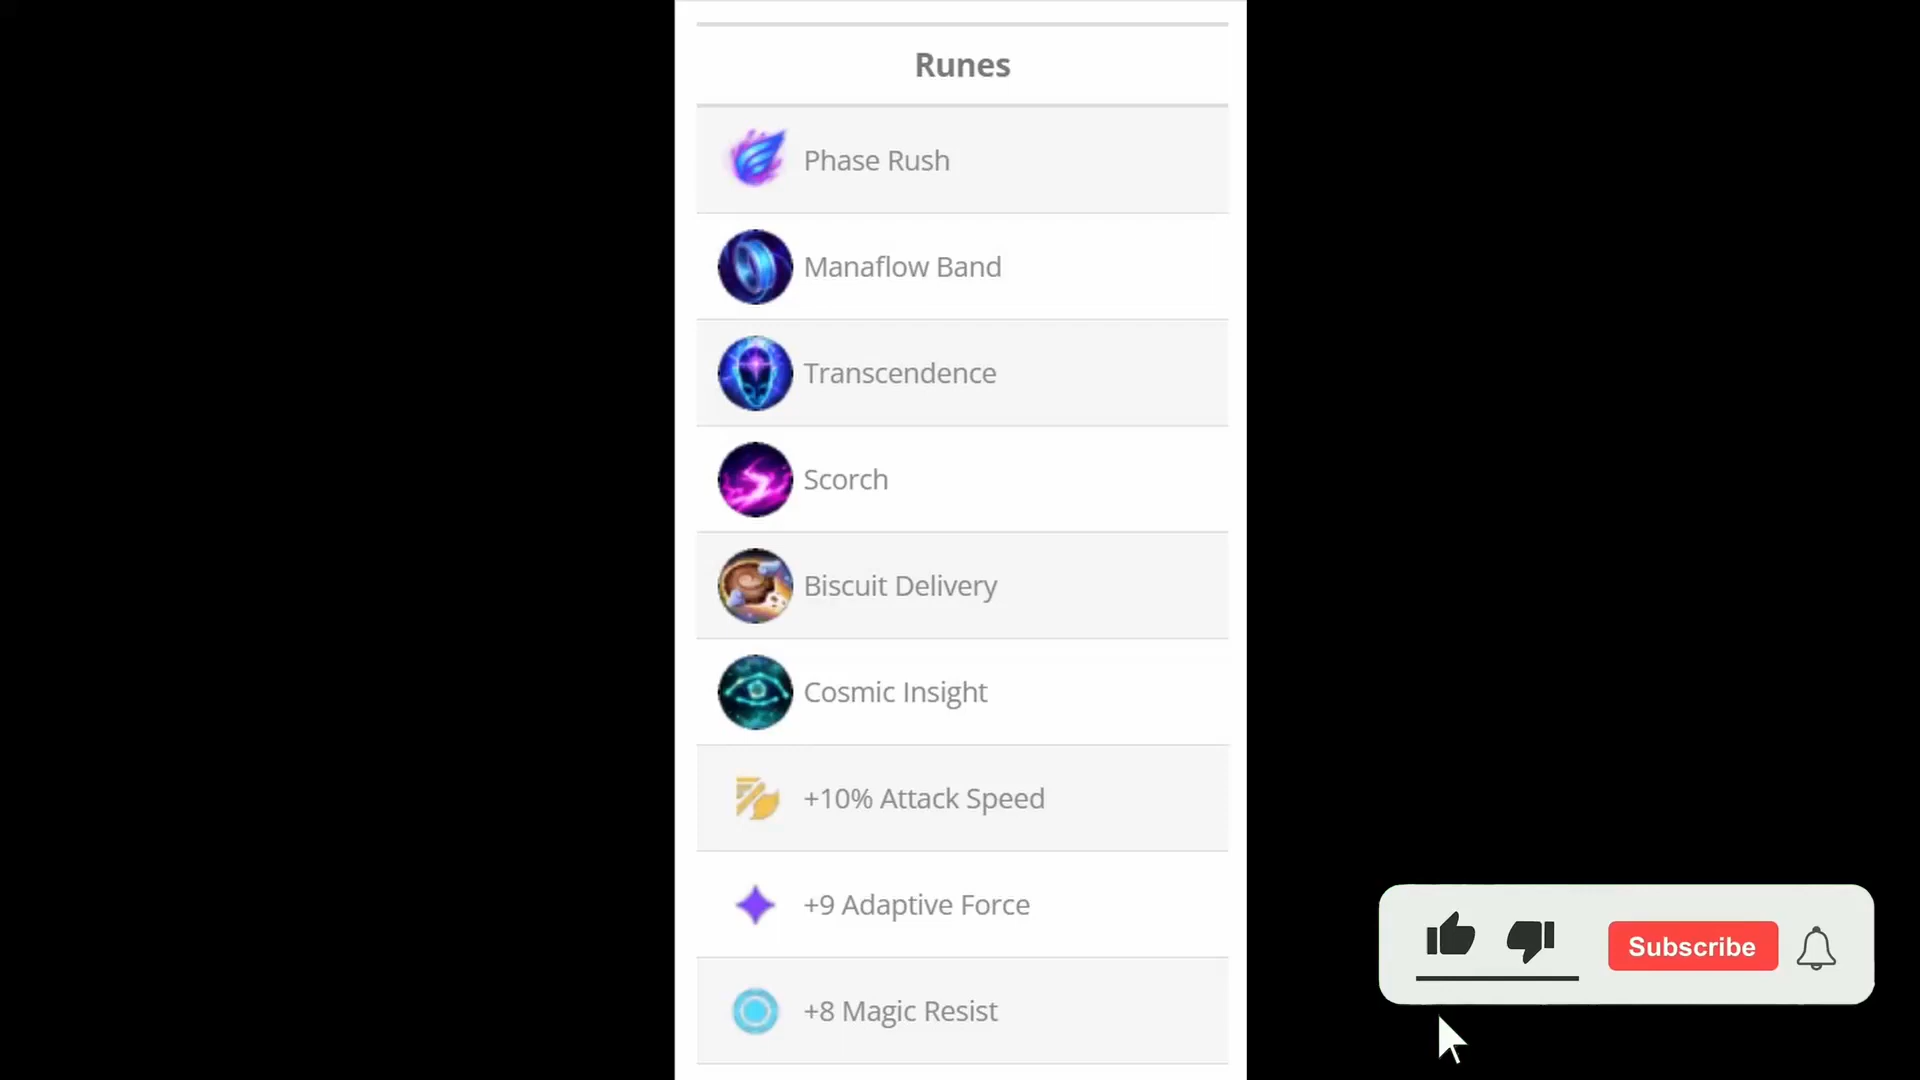 Runes
Phase Rush
Manaflow Band
Transcendence
Scorch
Biscuit Delivery
Cosmic Insight
+10% Attack Speed
+9 Adaptive Force
+8 Magic Resist
Subscribe